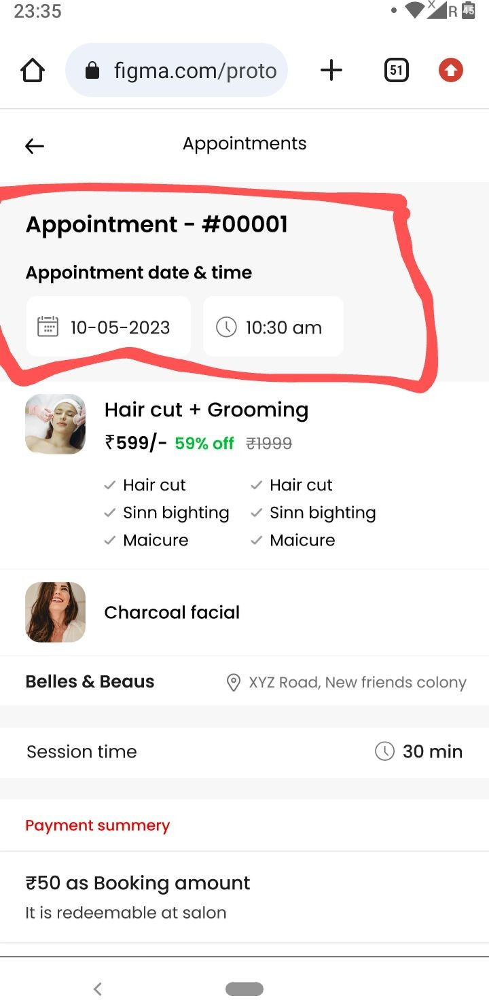 23:35
X
R
45
figma.com/proto
51
Appointments
Appointment - #00001
Appointment date & time
10-05-2023 10:30 am
Hair cut + Grooming
₹599/- 59% off ₹1999
Hair cut Hair cut
Sinn bighting Sinn bighting
Maicure Maicure
Charcoal facial
Belles & Beaus XYZ Road, New friends colony
Session time 30 min
Payment summery
₹50 as Booking amount
It is redeemable at salon